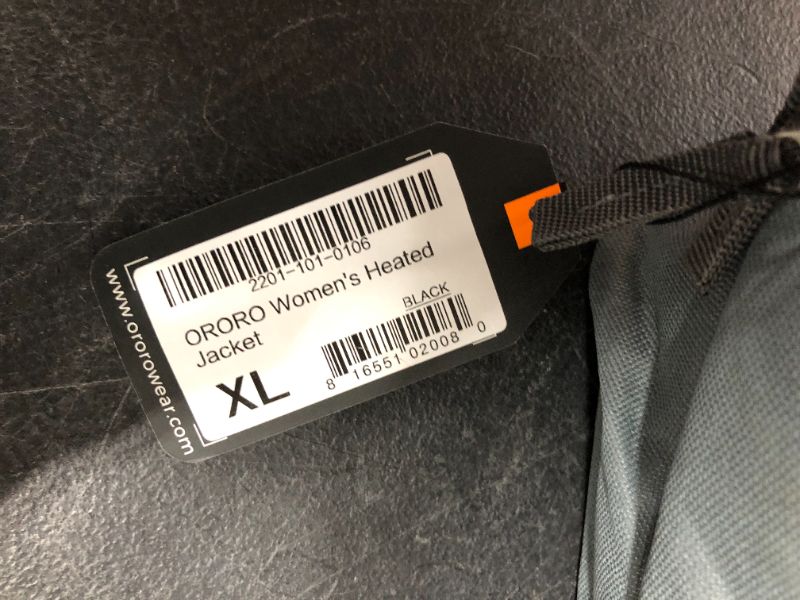 2201-101-0106
ORORO Women's Heated
Jacket
BLACK
XL
8 16551 02008 0
www.ororowear.com